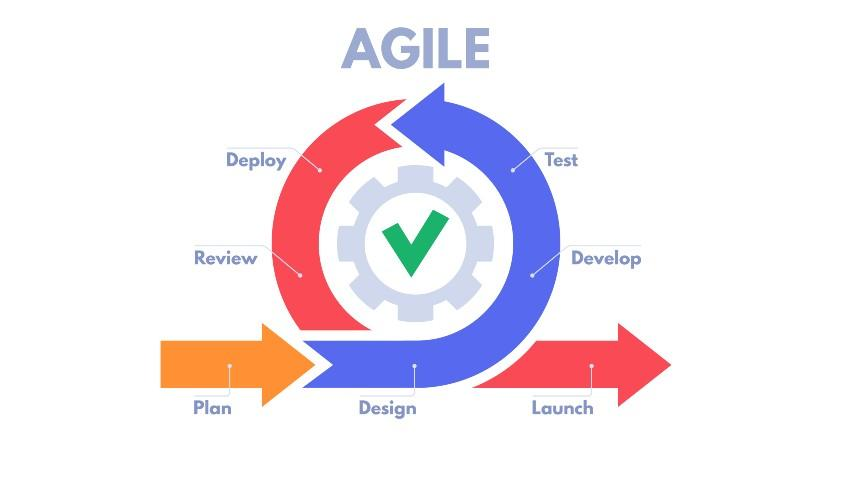 AGILE
Deploy
Test
Review
Develop
Plan
Design
Launch